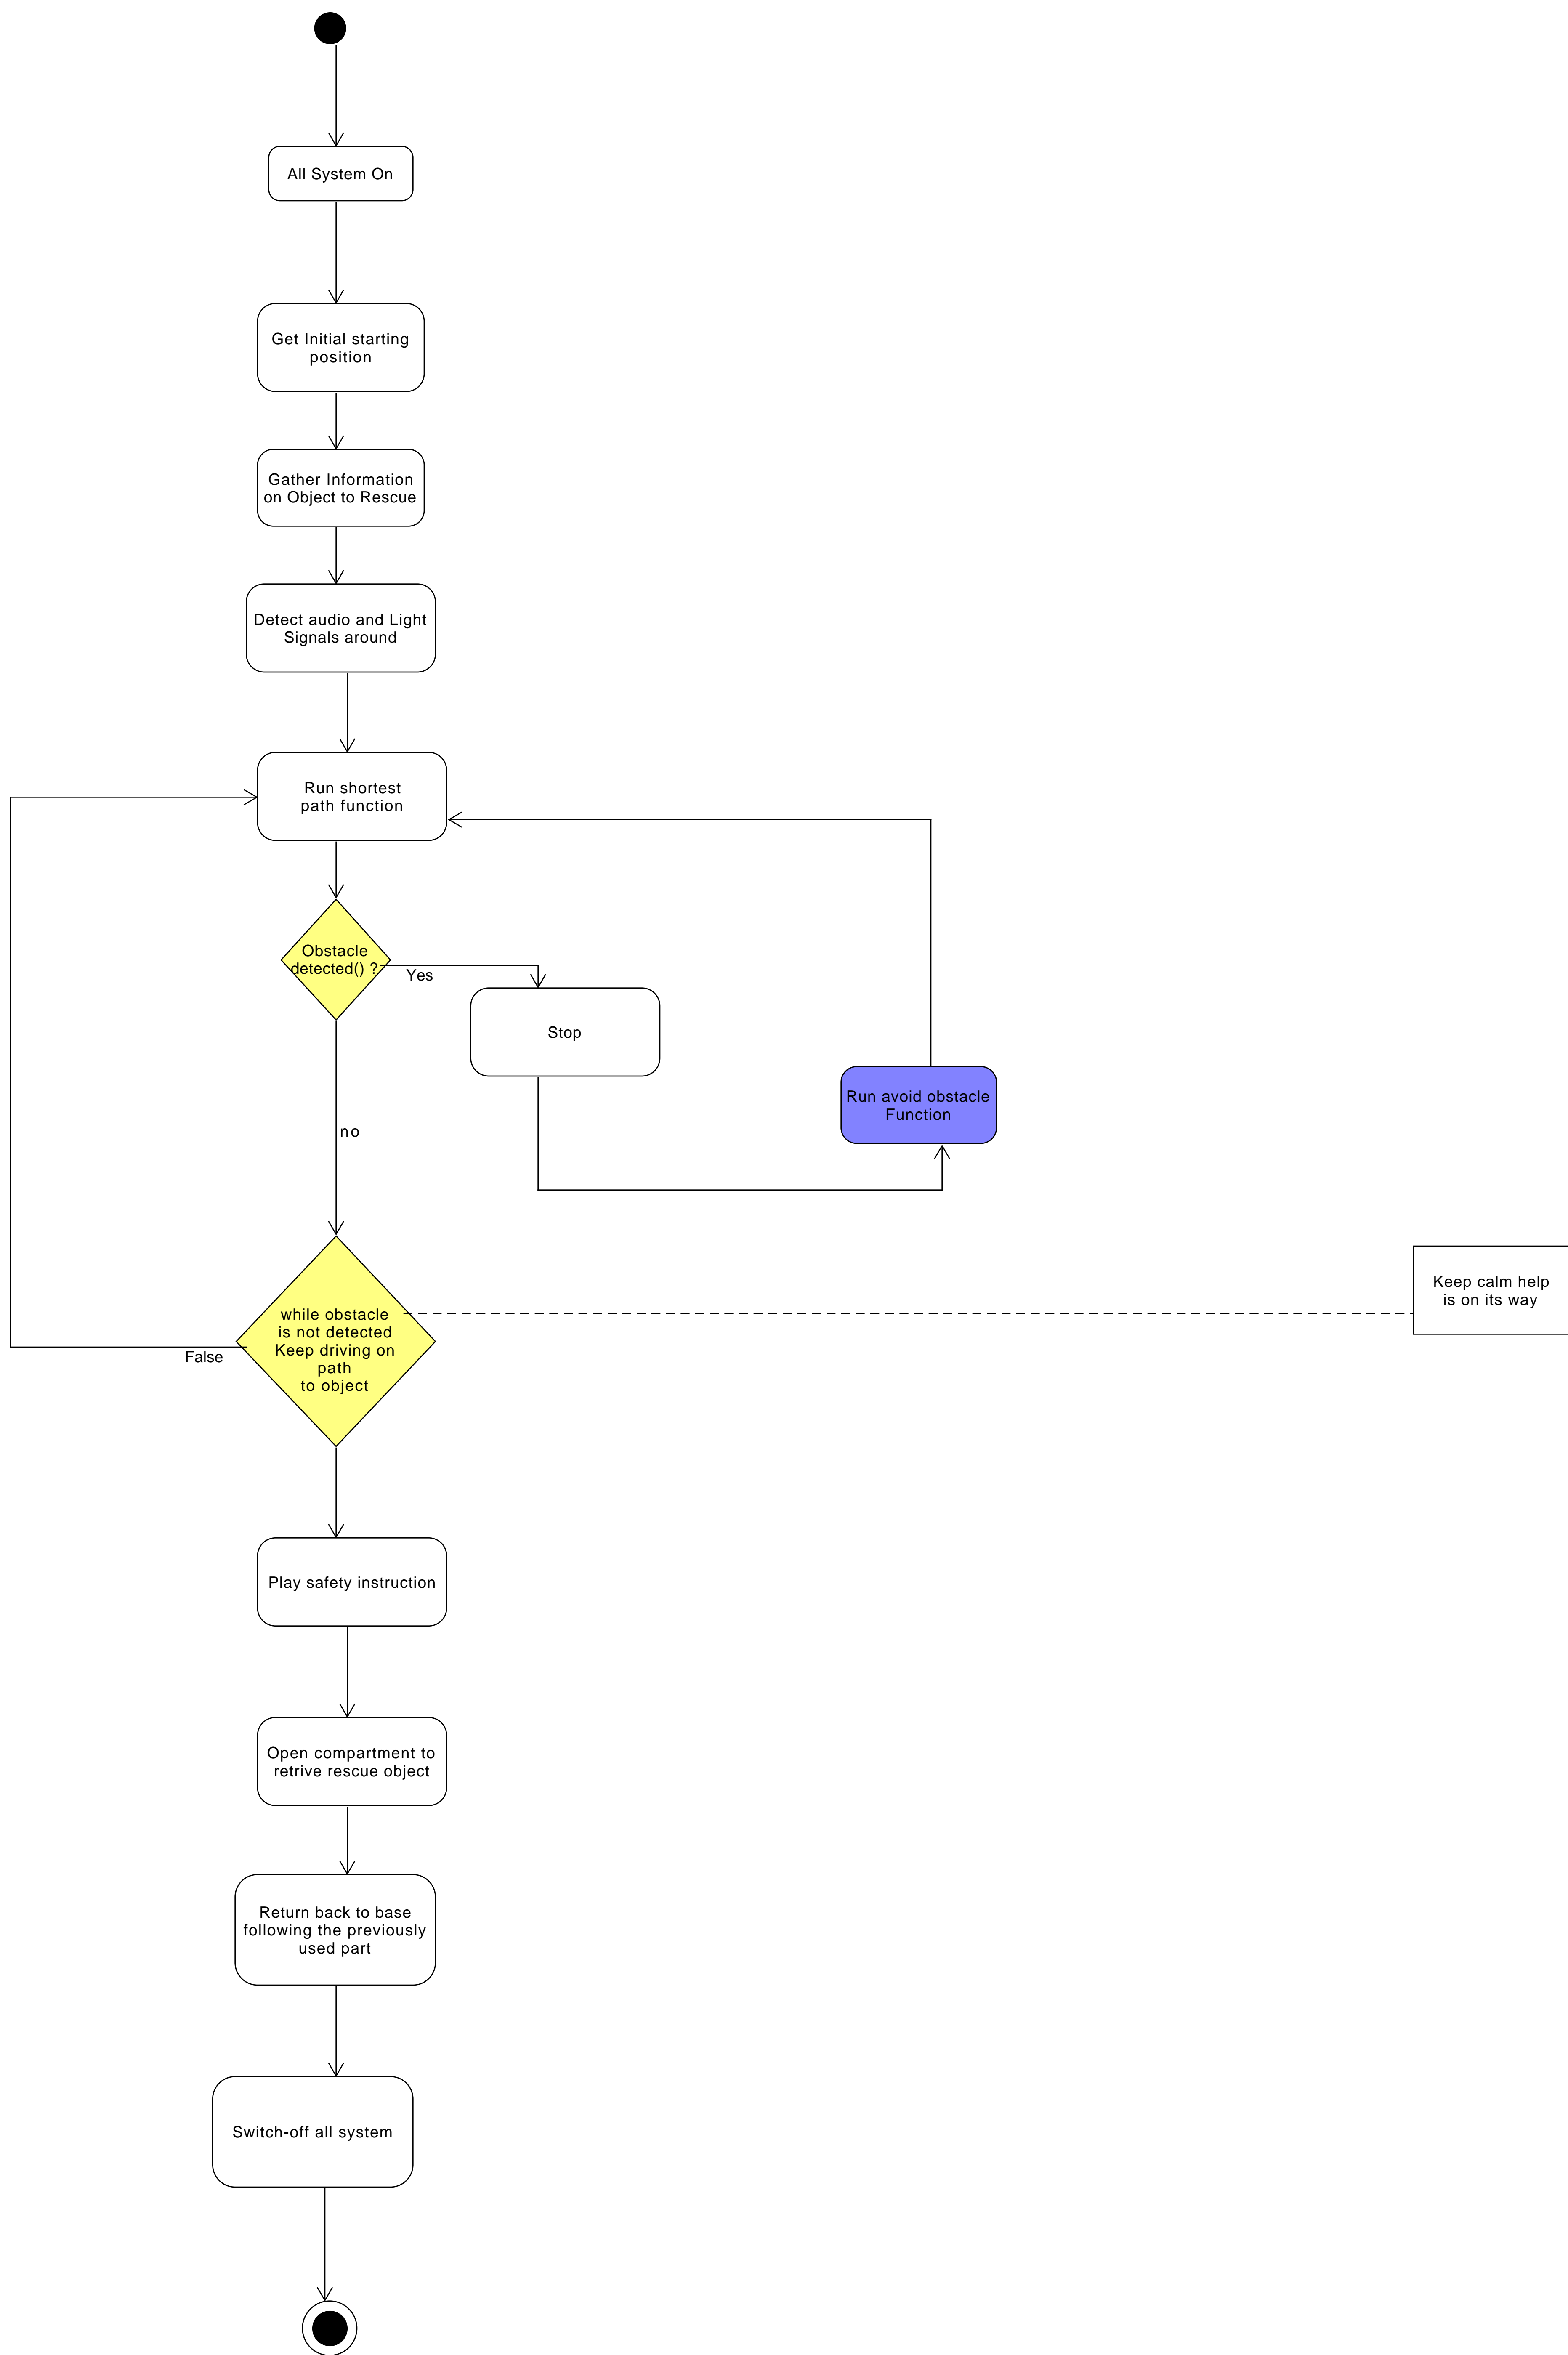 All System On
Get Initial starting
position
Gather Information
on Object to Rescue
Detect audio and Light
Signals around
Run shortest
path function
Obstacle
detected() ?
Yes
Stop
Run avoid obstacle
Function
no
while obstacle
is not detected
Keep driving on
path
to object
False
Keep calm help
is on its way
Play safety instruction
Open compartment to
retrive rescue object
Return back to base
following the previously
used part
Switch-off all system